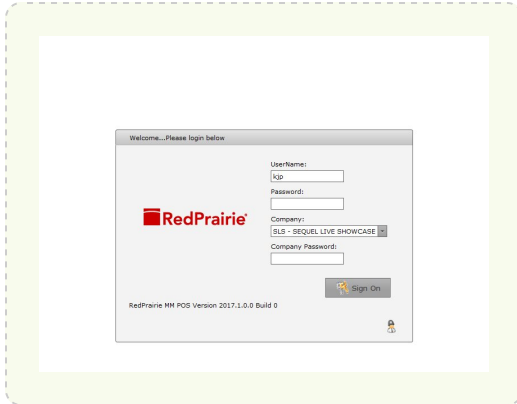 Welcome...Please login below
UserName:
kjp
Password:
RedPrairie
Company:
SLS - SEQUEL LIVE SHOWCASE
Company Password:
Sign On
RedPrairie MM POS Version 2017.1.0.0 Build 0